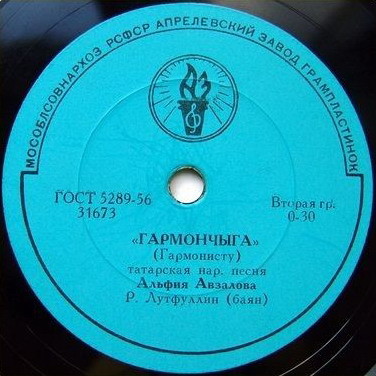 МОСОБЛСОВНАРХОЗ РСФСР АПРЕЛЕВСКИЙ ЗАВОД ГРАМПЛАСТИНОК
АЗ
ГОСТ 5289-56
31673
Вторая гр.
0-30
«ГАРМОНЧЫГА»
(Гармонисту)
татарская нар. песня
Альфия Авзалова
Р. Лутфуллин (баян)